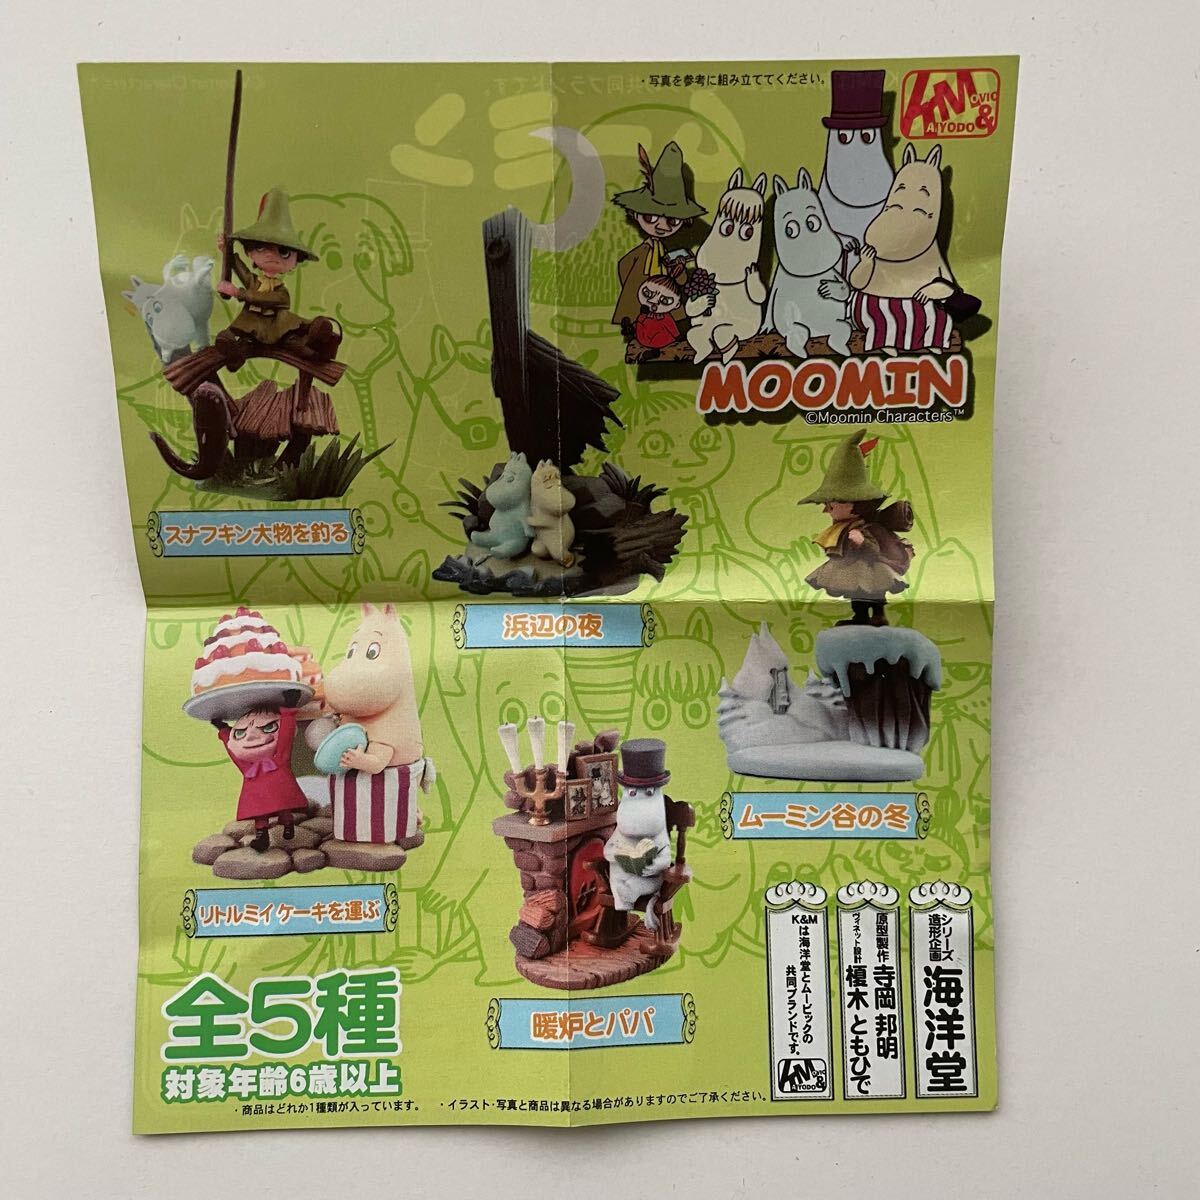 ・写真を参考に組み立ててください。
K&M
MOVIC
KAIYODO
&
MOOMIN
©Moomin Characters™
スナフキン大物を釣る
浜辺の夜
ムーミン谷の冬
リトルミイ ケーキを運ぶ
暖炉とパパ
全5種
対象年齢6歳以上
・商品はどれか1種類が入っています。
・イラスト・写真と商品は異なる場合がありますのでご了承ください。
シリーズ造形企画 海洋堂
原型製作 寺岡 邦明
ヴィネット設計 榎木 ともひで
K&Mは海洋堂とムービックの
共同ブランドです。